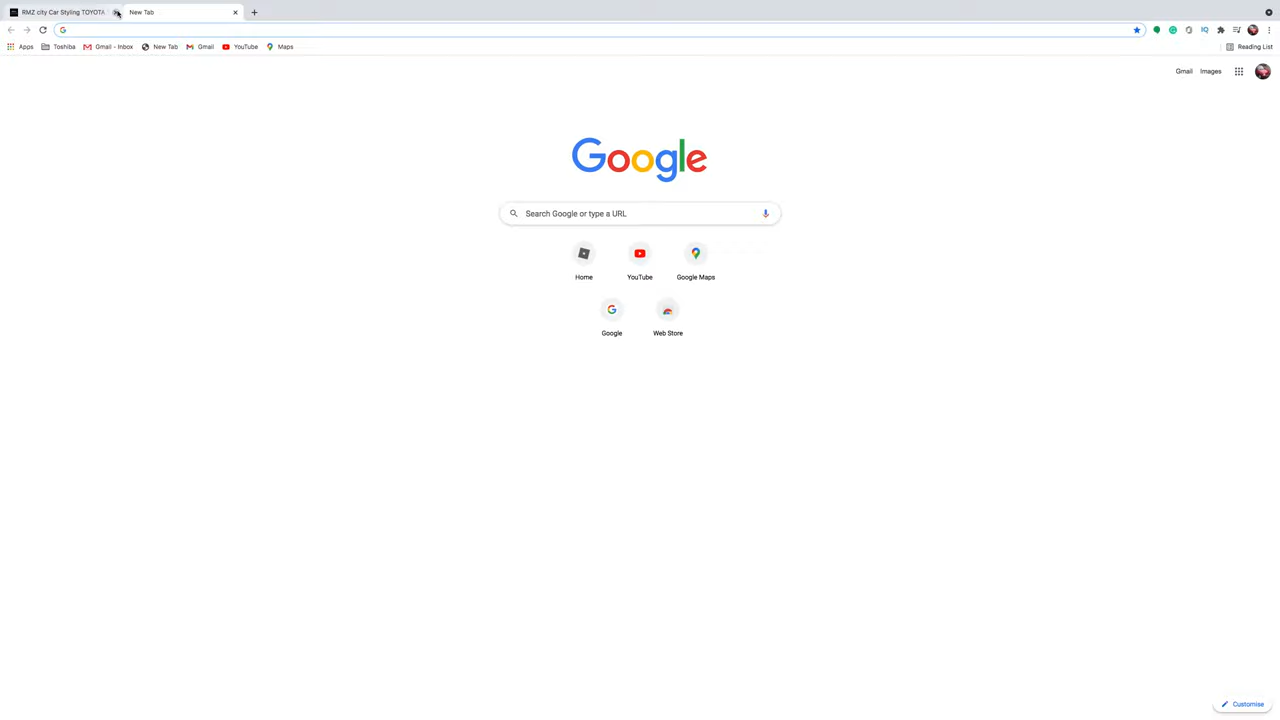 RMZ city Car Styling TOYOTA
New Tab
Apps
Toshiba
Gmail - Inbox
New Tab
Gmail
YouTube
Maps
Reading List
Gmail
Images
Google
Search Google or type a URL
Home
YouTube
Google Maps
Google
Web Store
Customise